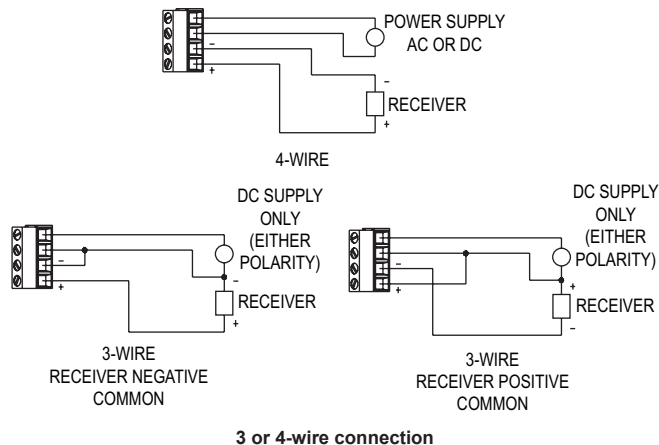 POWER SUPPLY
AC OR DC
-
+
-
RECEIVER
+
4-WIRE
DC SUPPLY
ONLY
(EITHER
POLARITY)
-
+
-
RECEIVER
+
3-WIRE
RECEIVER NEGATIVE
COMMON
DC SUPPLY
ONLY
(EITHER
POLARITY)
-
+
+
RECEIVER
-
3-WIRE
RECEIVER POSITIVE
COMMON
3 or 4-wire connection